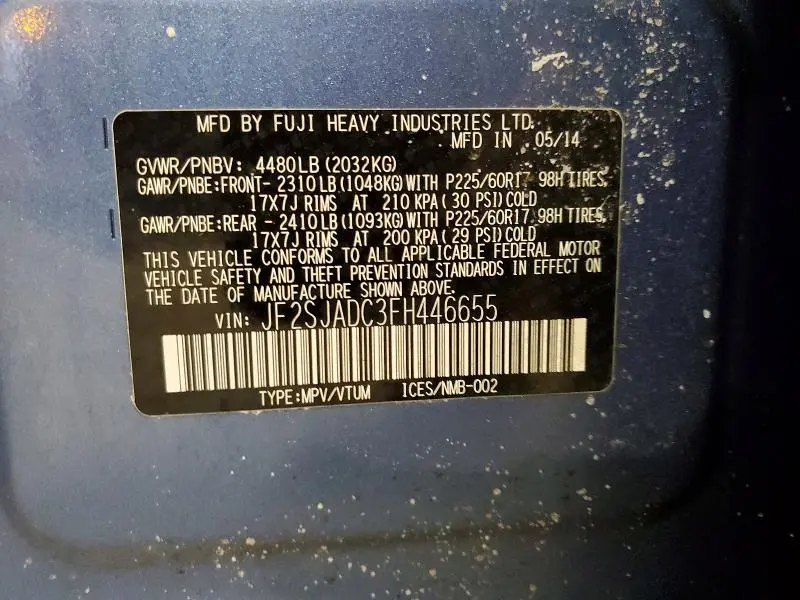 MFD BY FUJI HEAVY INDUSTRIES LTD.
MFD IN 05/14
GVWR/PNBV: 4480LB (2032KG)
GAWR/PNBE:FRONT- 2310LB (1048KG) WITH P225/60R17 98H TIRES,
17X7J RIMS AT 210 KPA (30 PSI) COLD
GAWR/PNBE:REAR - 2410LB (1093KG) WITH P225/60R17 98H TIRES,
17X7J RIMS AT 200 KPA (29 PSI) COLD
THIS VEHICLE CONFORMS TO ALL APPLICABLE FEDERAL MOTOR
VEHICLE SAFETY AND THEFT PREVENTION STANDARDS IN EFFECT ON
THE DATE OF MANUFACTURE SHOWN ABOVE.
VIN: JF2SJADC3FH446655
TYPE:MPV/VTUM ICES/NMB-002